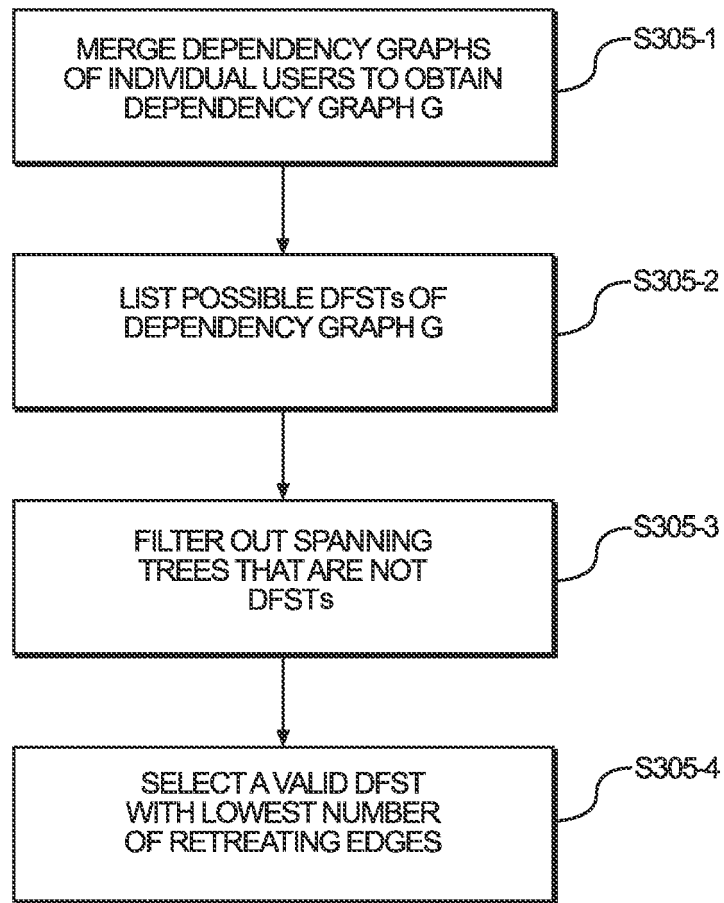 MERGE DEPENDENCY GRAPHS
OF INDIVIDUAL USERS TO OBTAIN
DEPENDENCY GRAPH G
S305-1
LIST POSSIBLE DFSTs OF
DEPENDENCY GRAPH G
S305-2
FILTER OUT SPANNING
TREES THAT ARE NOT
DFSTs
S305-3
SELECT A VALID DFST
WITH LOWEST NUMBER
OF RETREATING EDGES
S305-4